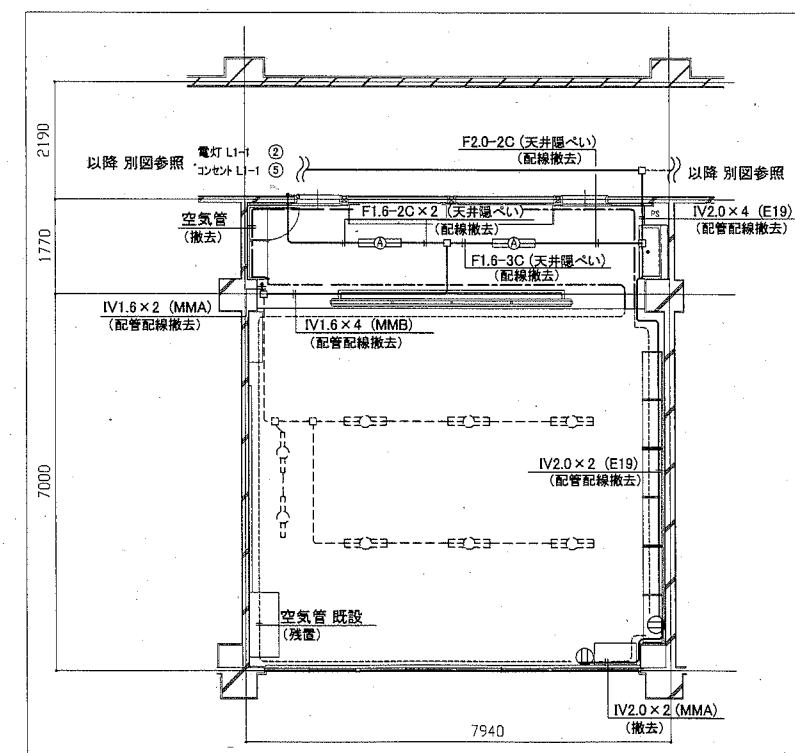 2190
1770
7000
7940
以降 別図参照
電灯 L1-1 ②
コンセント L1-1 ⑤
F2.0-2C (天井隠ぺい)
(配線撤去)
以降 別図参照
空気管
(撤去)
F1.6-2C×2 (天井隠ぺい)
(配線撤去)
PS
IV2.0×4 (E19)
(配管配線撤去)
A
A
F1.6-3C (天井隠ぺい)
(配線撤去)
IV1.6×2 (MMA)
(配管配線撤去)
IV1.6×4 (MMB)
(配管配線撤去)
IV2.0×2 (E19)
(配管配線撤去)
空気管 既設
(残置)
IV2.0×2 (MMA)
(撤去)